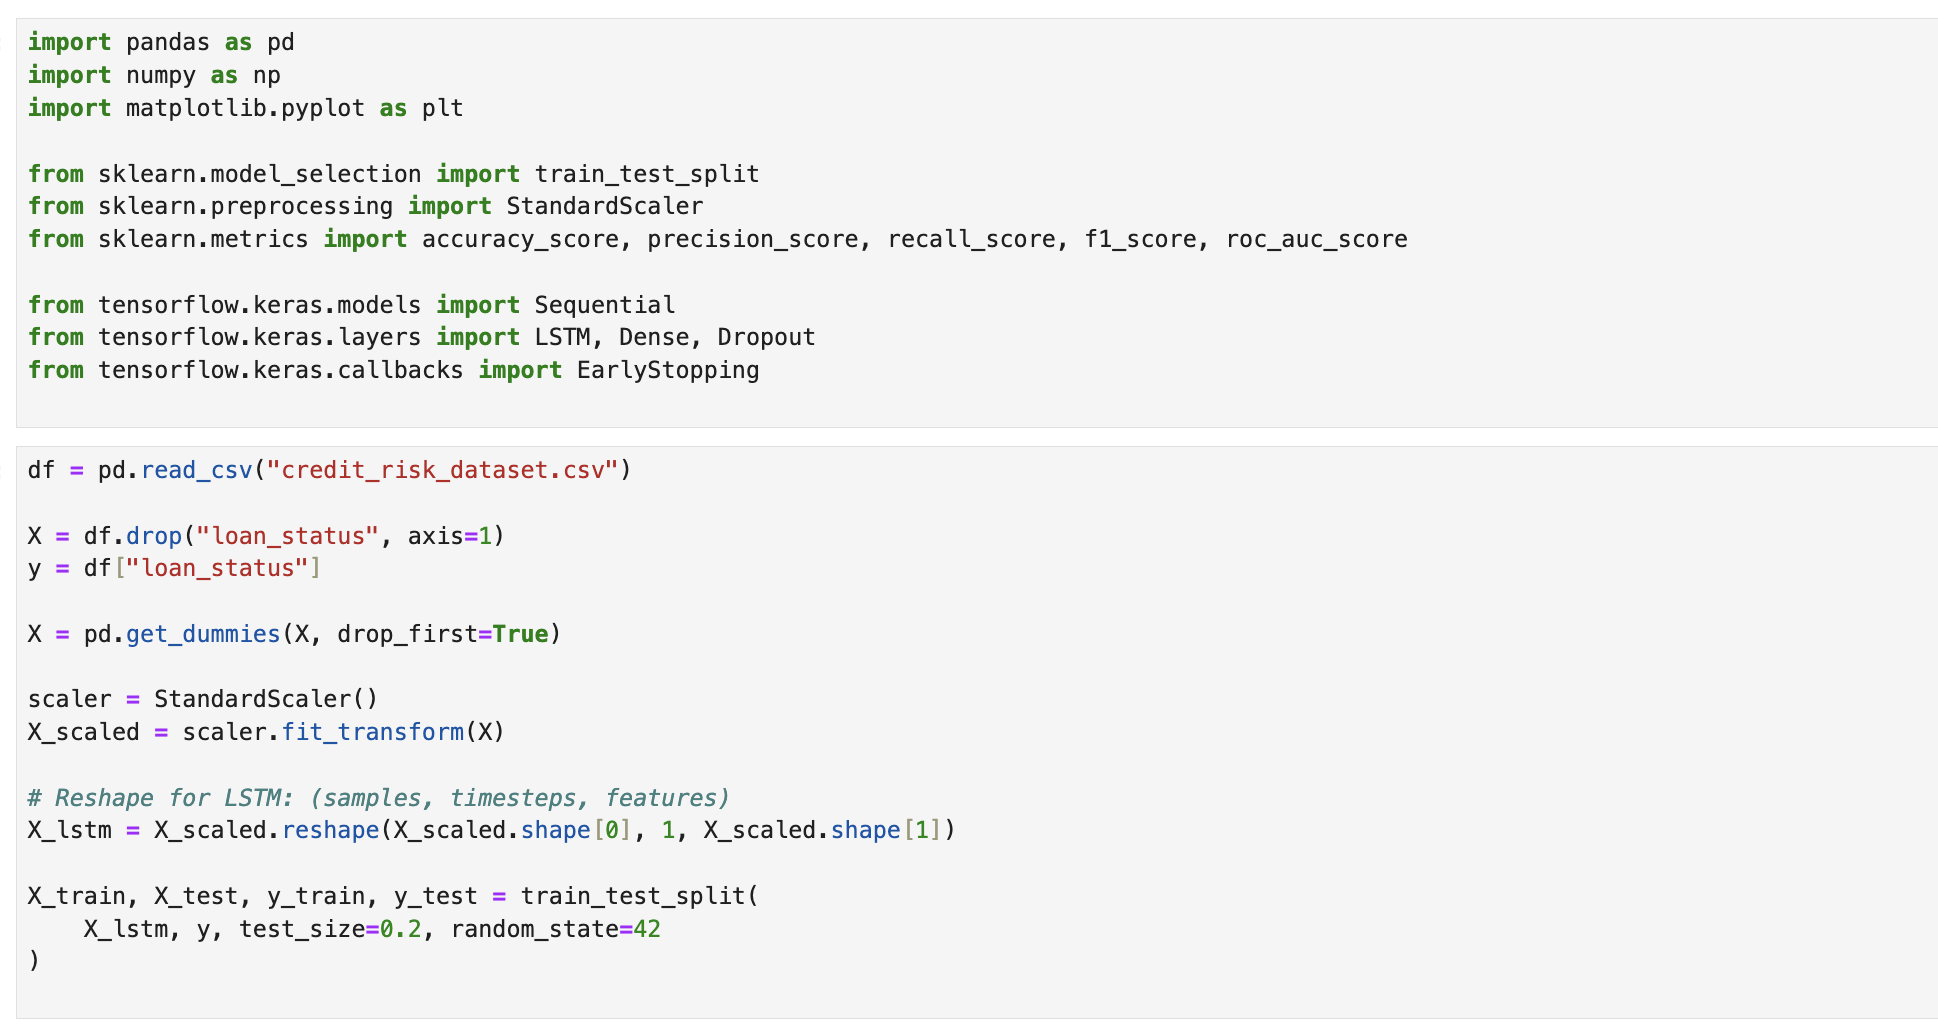 import pandas as pd
import numpy as np
import matplotlib.pyplot as plt
from sklearn.model_selection import train_test_split
from sklearn.preprocessing import StandardScaler
from sklearn.metrics import accuracy_score, precision_score, recall_score, f1_score, roc_auc_score
from tensorflow.keras.models import Sequential
from tensorflow.keras.layers import LSTM, Dense, Dropout
from tensorflow.keras.callbacks import EarlyStopping
df = pd.read_csv("credit_risk_dataset.csv")
X = df.drop("loan_status", axis=1)
y = df["loan_status"]
X = pd.get_dummies(X, drop_first=True)
scaler = StandardScaler()
X_scaled = scaler.fit_transform(X)
# Reshape for LSTM: (samples, timesteps, features)
X_lstm = X_scaled.reshape(X_scaled.shape[0], 1, X_scaled.shape[1])
X_train, X_test, y_train, y_test = train_test_split(
    X_lstm, y, test_size=0.2, random_state=42
)